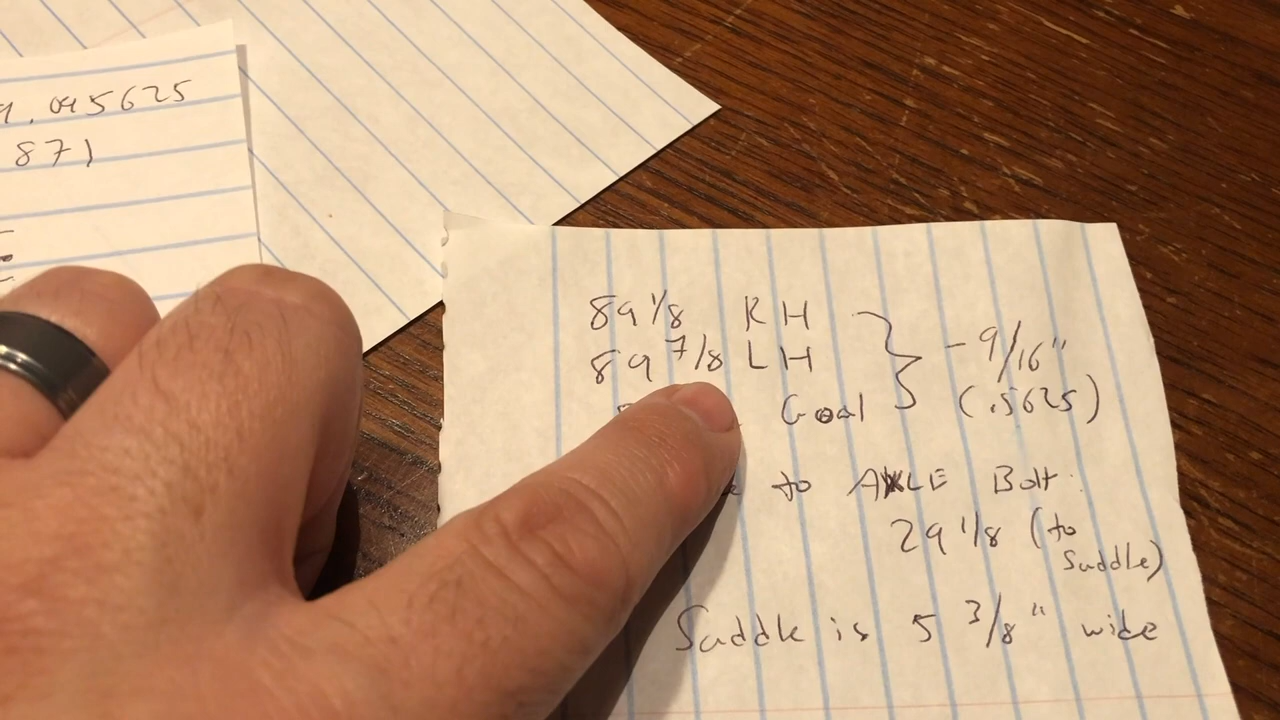 .095625
871
89 1/8 RH
89 7/8 LH
- 9/16"
Goal
(.5625)
to AXLE Bolt:
29 1/8 (to
Saddle)
Saddle is 5 3/8" wide